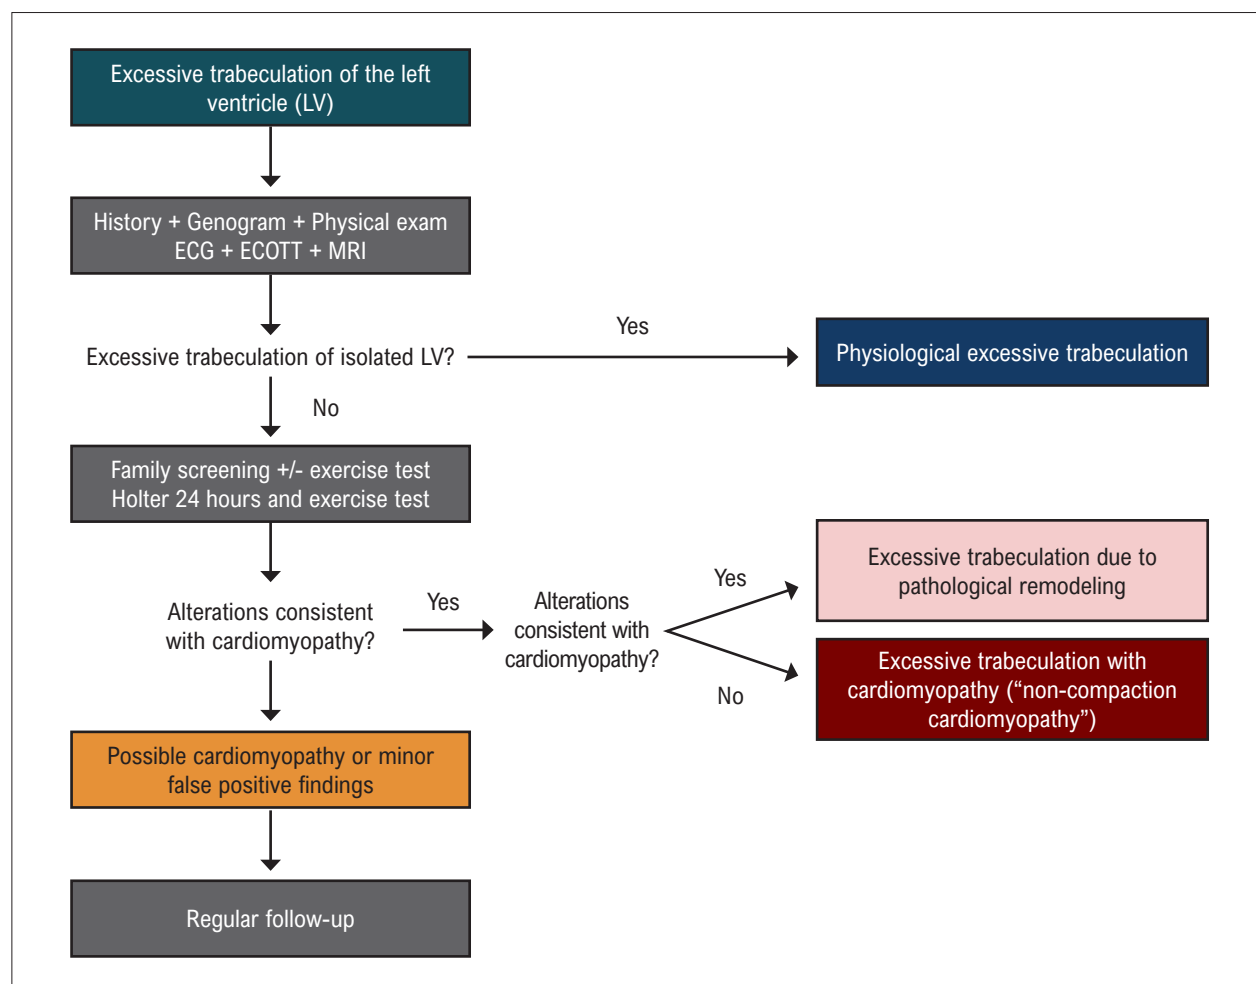 Excessive trabeculation of the left
ventricle (LV)
History + Genogram + Physical exam
ECG + ECOTT + MRI
Excessive trabeculation of isolated LV?
Yes
Physiological excessive trabeculation
No
Family screening +/- exercise test
Holter 24 hours and exercise test
Alterations consistent
with cardiomyopathy?
Yes
Alterations
consistent with
cardiomyopathy?
Yes
Excessive trabeculation due to
pathological remodeling
No
Excessive trabeculation with
cardiomyopathy (“non-compaction
cardiomyopathy”)
Possible cardiomyopathy or minor
false positive findings
Regular follow-up